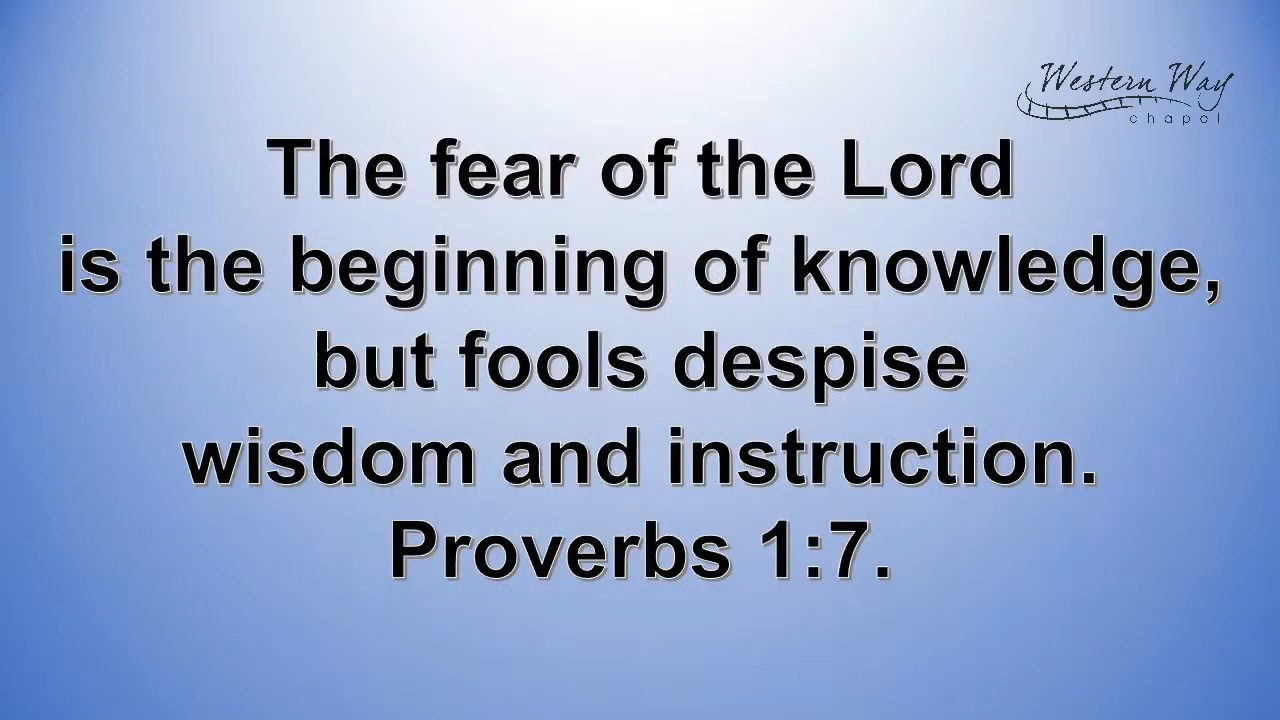 Western Way
chapel
The fear of the Lord
is the beginning of knowledge,
but fools despise
wisdom and instruction.
Proverbs 1:7.